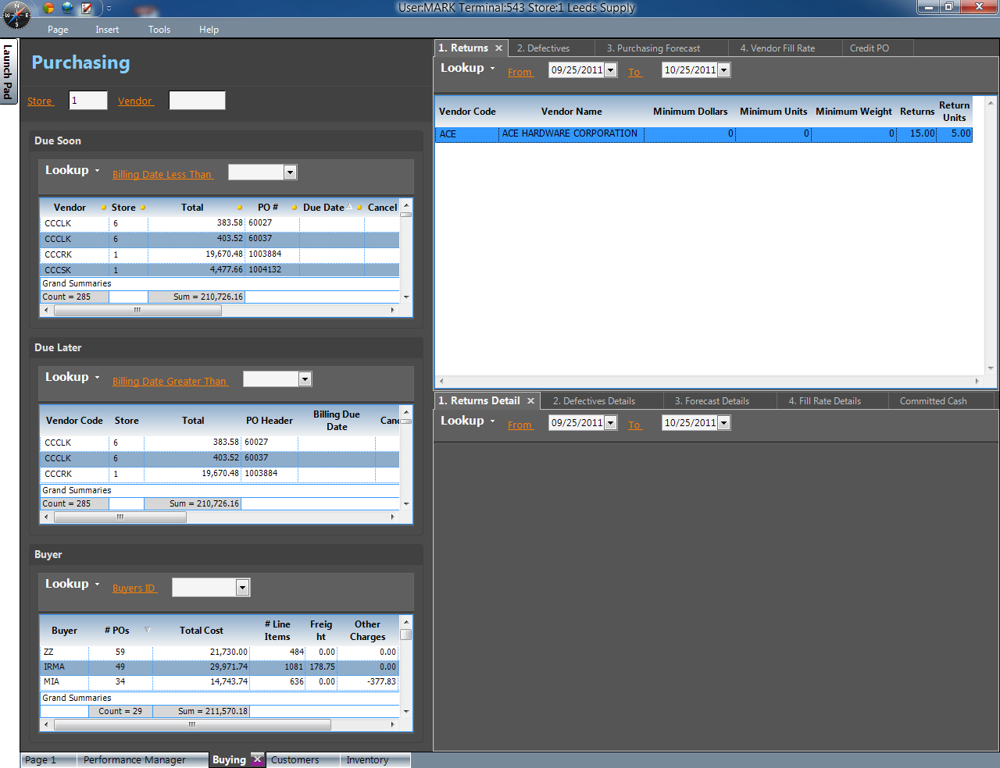 User:MARK Terminal:543 Store:1 Leeds Supply
N
W E
S
Page Insert Tools Help
Launch Pad
Purchasing
Store 1 Vendor
Due Soon
Lookup Billing Date Less Than
Vendor Store Total PO # Due Date Cancel
CCCLK 6 383.58 60027
CCCLK 6 403.52 60037
CCCRK 1 19,670.48 1003884
CCCSK 1 4,477.66 1004132
Grand Summaries
Count = 285 Sum = 210,726.16
Due Later
Lookup Billing Date Greater Than
Vendor Code Store Total PO Header Billing Due Date Canc
CCCLK 6 383.58 60027
CCCLK 6 403.52 60037
CCCRK 1 19,670.48 1003884
Grand Summaries
Count = 285 Sum = 210,726.16
Buyer
Lookup Buyers ID
Buyer # POs Total Cost # Line Items Freig ht Other Charges
ZZ 59 21,730.00 484 0.00 0.00
IRMA 49 29,971.74 1081 178.75 0.00
MIA 34 14,743.74 636 0.00 -377.83
Grand Summaries
Count = 29 Sum = 211,570.18
1. Returns 2. Defectives 3. Purchasing Forecast 4. Vendor Fill Rate Credit PO
Lookup From 09/25/2011 To 10/25/2011
Vendor Code Vendor Name Minimum Dollars Minimum Units Minimum Weight Returns Return Units
ACE ACE HARDWARE CORPORATION 0 0 0 15.00 5.00
1. Returns Detail 2. Defectives Details 3. Forecast Details 4. Fill Rate Details Committed Cash
Lookup From 09/25/2011 To 10/25/2011
Page 1 Performance Manager Buying Customers Inventory